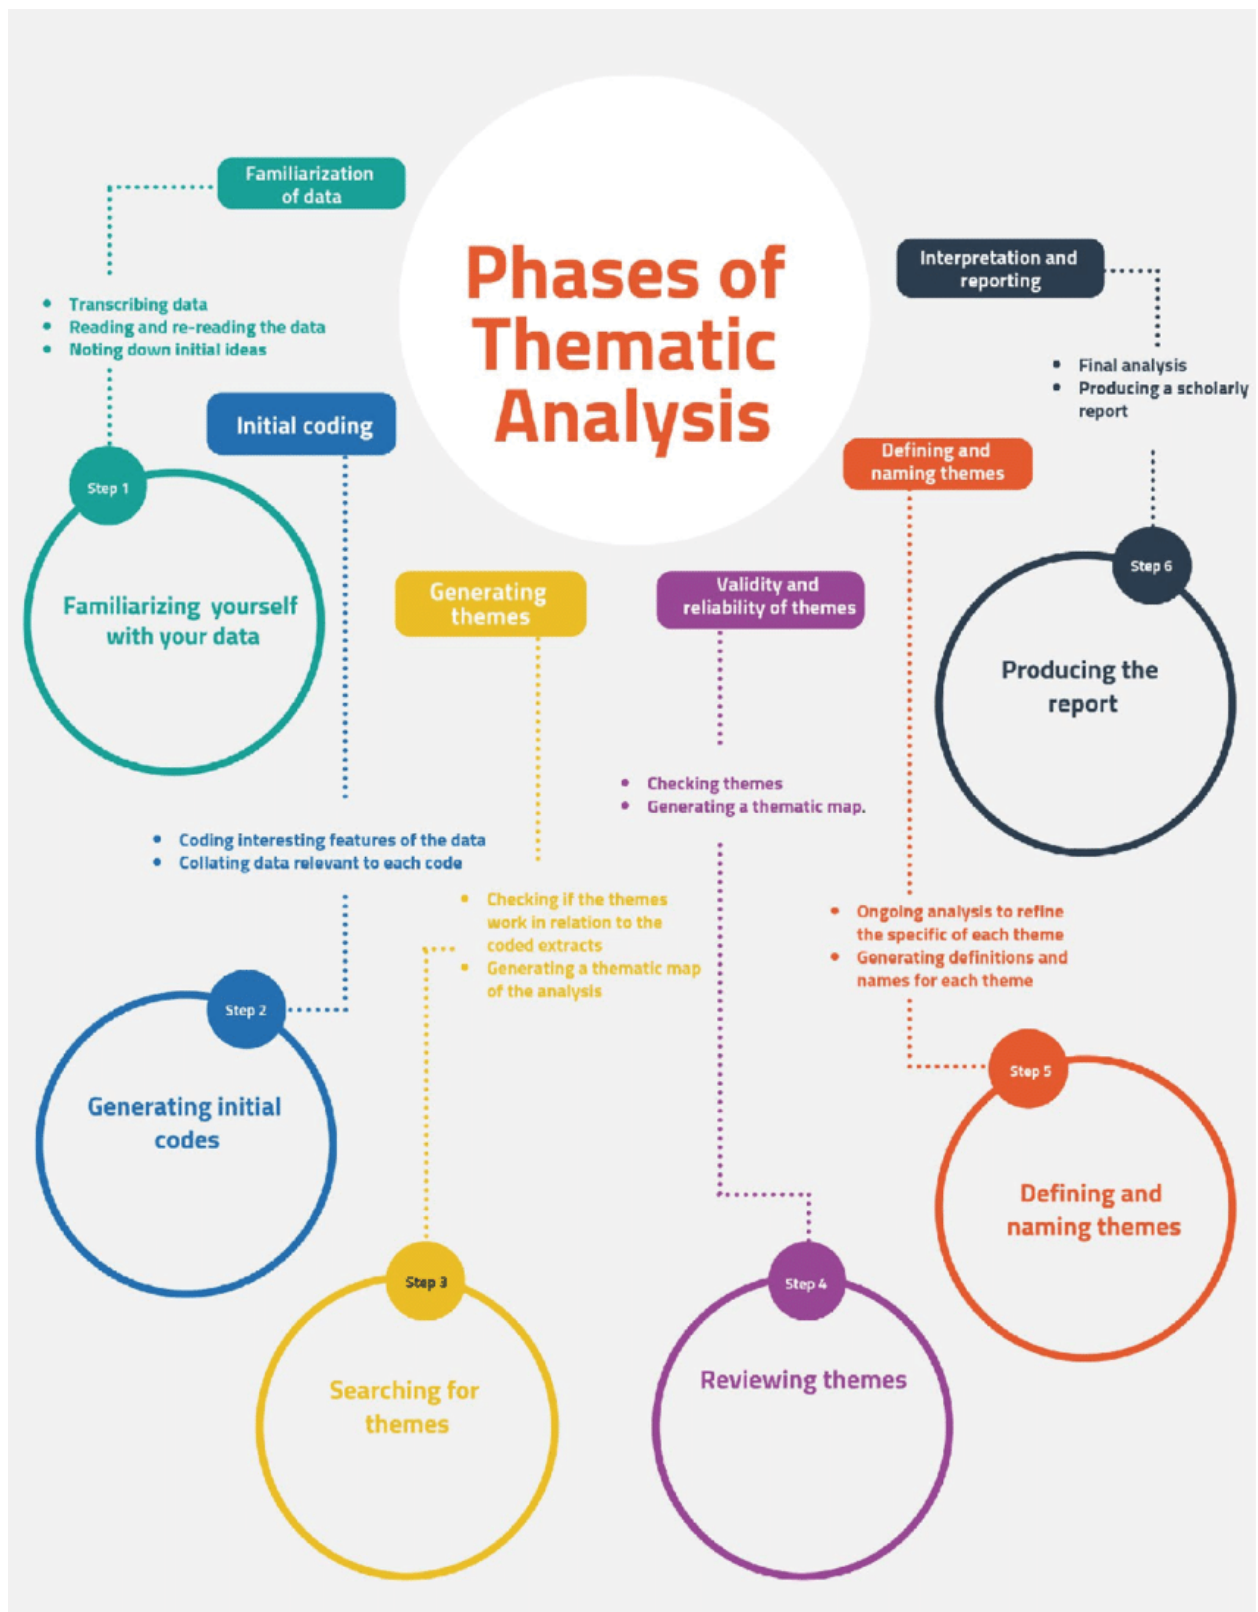 Phases of
Thematic
Analysis
Familiarization
of data
Transcribing data
Reading and re-reading the data
Noting down initial ideas
Step 1
Familiarizing yourself
with your data
Initial coding
Coding interesting features of the data
Collating data relevant to each code
Step 2
Generating initial
codes
Generating
themes
Checking if the themes
work in relation to the
coded extracts
Generating a thematic map
of the analysis
Step 3
Searching for
themes
Validity and
reliability of themes
Checking themes
Generating a thematic map.
Step 4
Reviewing themes
Defining and
naming themes
Ongoing analysis to refine
the specific of each theme
Generating definitions and
names for each theme
Step 5
Defining and
naming themes
Interpretation and
reporting
Final analysis
Producing a scholarly
report
Step 6
Producing the
report